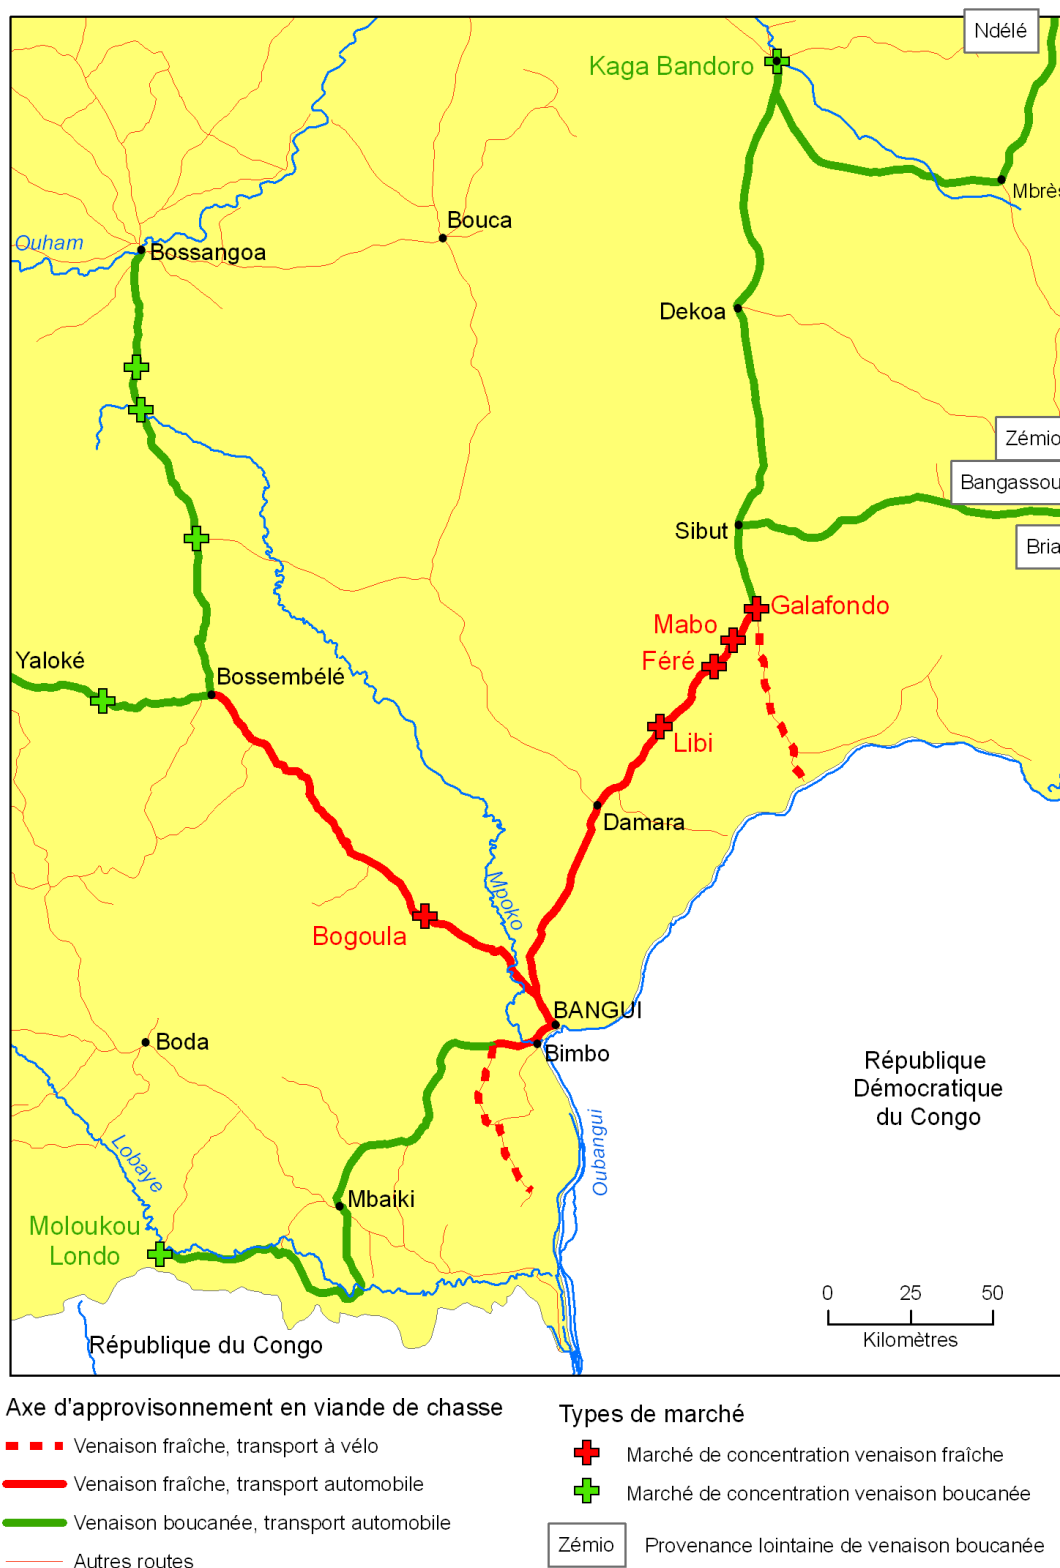 Ndélé
Kaga Bandoro
Mbrès
Bouca
Ouham
Bossangoa
Dekoa
Zémio
Bangassou
Sibut
Bria
Galafondo
Mabo
Féré
Yaloké
Bossembélé
Libi
Damara
Mpoko
Bogoula
BANGUI
Boda
Bimbo
République
Démocratique
du Congo
Oubangui
Lobaye
Mbaiki
Moloukou
Londo
0 25 50
Kilomètres
République du Congo
Axe d'approvisonnement en viande de chasse
Venaison fraîche, transport à vélo
Venaison fraîche, transport automobile
Venaison boucanée, transport automobile
Autres routes
Types de marché
Marché de concentration venaison fraîche
Marché de concentration venaison boucanée
Zémio Provenance lointaine de venaison boucanée